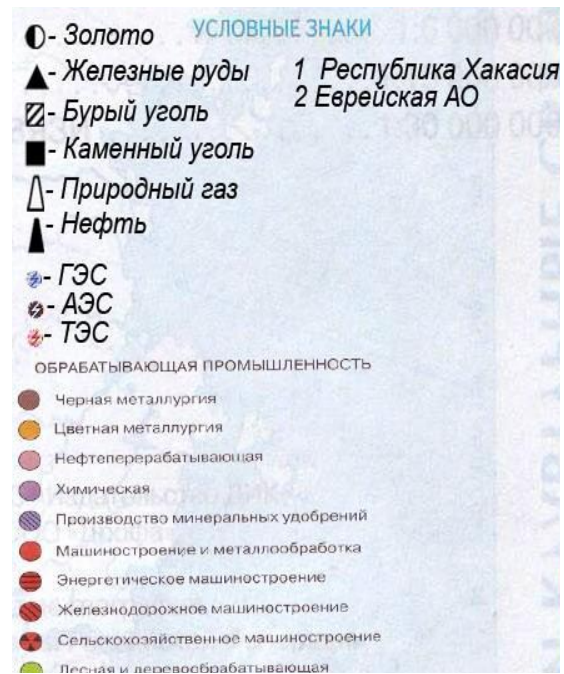 УСЛОВНЫЕ ЗНАКИ
- Золото
- Железные руды
- Бурый уголь
- Каменный уголь
- Природный газ
- Нефть
- ГЭС
- АЭС
- ТЭС
1 Республика Хакасия
2 Еврейская АО
ОБРАБАТЫВАЮЩАЯ ПРОМЫШЛЕННОСТЬ
Черная металлургия
Цветная металлургия
Нефтеперерабатывающая
Химическая
Производство минеральных удобрений
Машиностроение и металлообработка
Энергетическое машиностроение
Железнодорожное машиностроение
Сельскохозяйственное машиностроение
Лесная и деревообрабатывающая